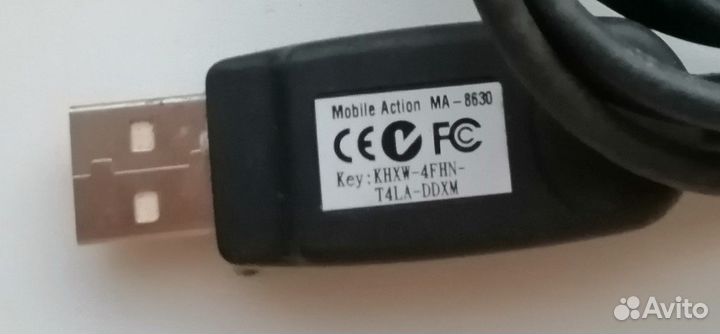 Mobile Action MA-8630
CE FC
Key:KHXW-4FHN-
T4LA-DDXM
Avito